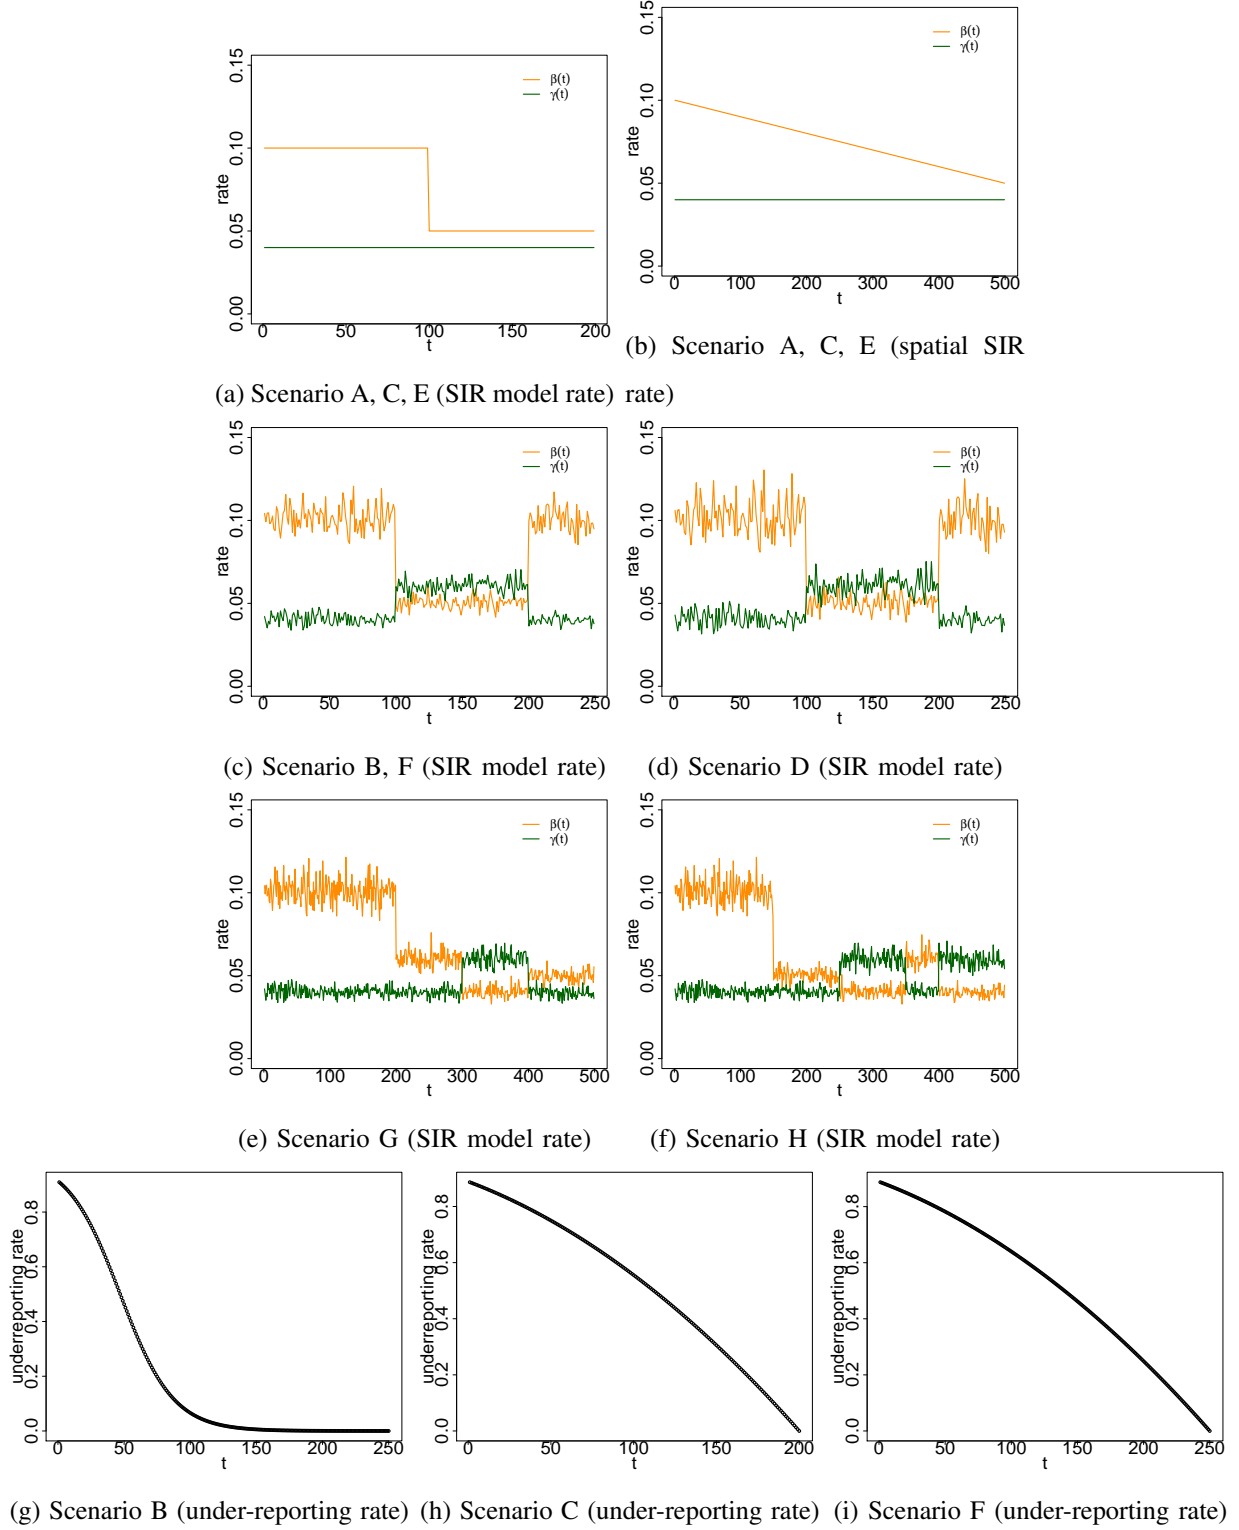 0.00 0.05 0.10 0.15
rate
β(t)
γ(t)
0 50 100 150 200
t
(a) Scenario A, C, E (SIR model rate)
0.00 0.05 0.10 0.15
rate
β(t)
γ(t)
0 100 200 300 400 500
t
(b) Scenario A, C, E (spatial SIR
rate)
0.00 0.05 0.10 0.15
rate
β(t)
γ(t)
0 50 100 150 200 250
t
(c) Scenario B, F (SIR model rate)
0.00 0.05 0.10 0.15
rate
β(t)
γ(t)
0 50 100 150 200 250
t
(d) Scenario D (SIR model rate)
0.00 0.05 0.10 0.15
rate
β(t)
γ(t)
0 100 200 300 400 500
t
(e) Scenario G (SIR model rate)
0.00 0.05 0.10 0.15
rate
β(t)
γ(t)
0 100 200 300 400 500
t
(f) Scenario H (SIR model rate)
0.0 0.2 0.4 0.6 0.8
underreporting rate
0 50 100 150 200 250
t
(g) Scenario B (under-reporting rate)
0.0 0.2 0.4 0.6 0.8
underreporting rate
0 50 100 150 200
t
(h) Scenario C (under-reporting rate)
0.0 0.2 0.4 0.6 0.8
underreporting rate
0 50 100 150 200 250
t
(i) Scenario F (under-reporting rate)